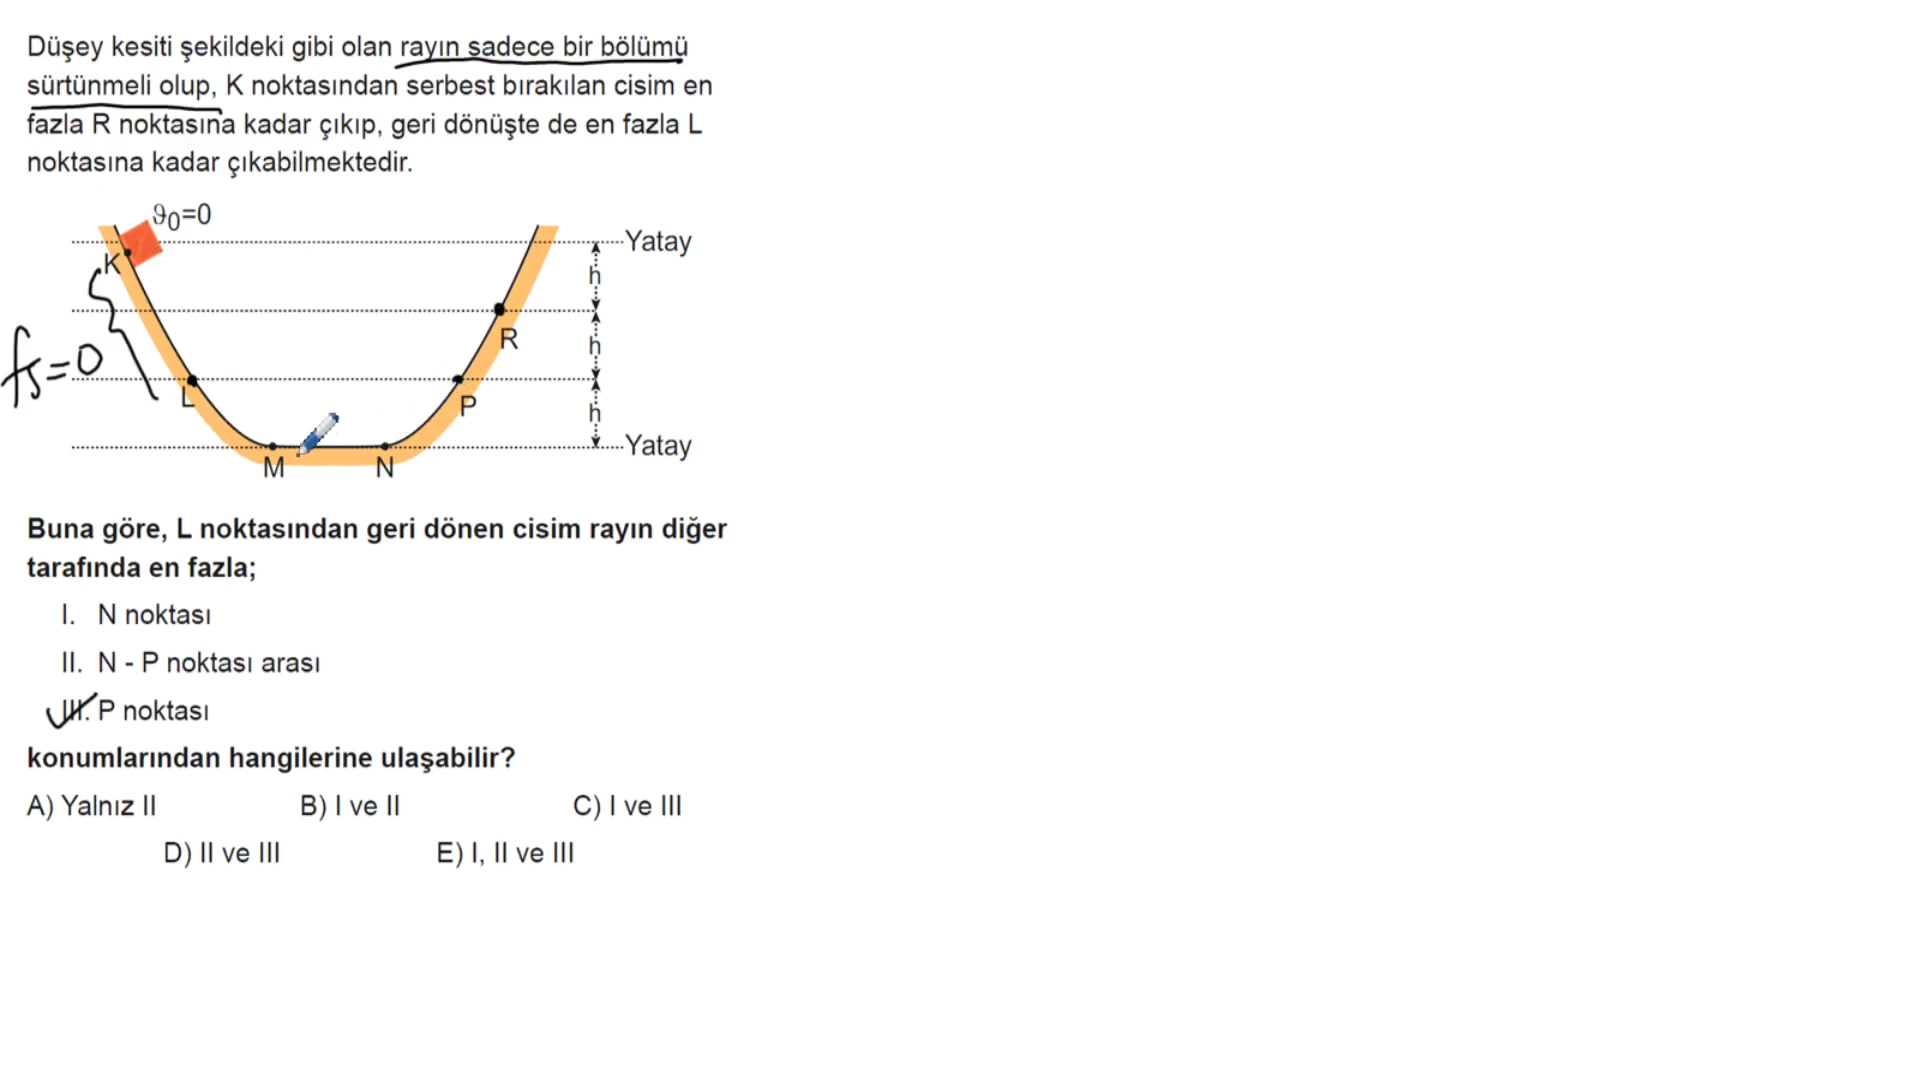 Düşey kesiti şekildeki gibi olan rayın sadece bir bölümü
sürtünmeli olup, K noktasından serbest bırakılan cisim en
fazla R noktasına kadar çıkıp, geri dönüşte de en fazla L
noktasına kadar çıkabilmektedir.
ϑ0=0
Yatay
K
h
R
fs=0
h
L
P
h
Yatay
M
N
Buna göre, L noktasından geri dönen cisim rayın diğer
tarafında en fazla;
I. N noktası
II. N - P noktası arası
III. P noktası
konumlarından hangilerine ulaşabilir?
A) Yalnız II B) I ve II C) I ve III
D) II ve III E) I, II ve III